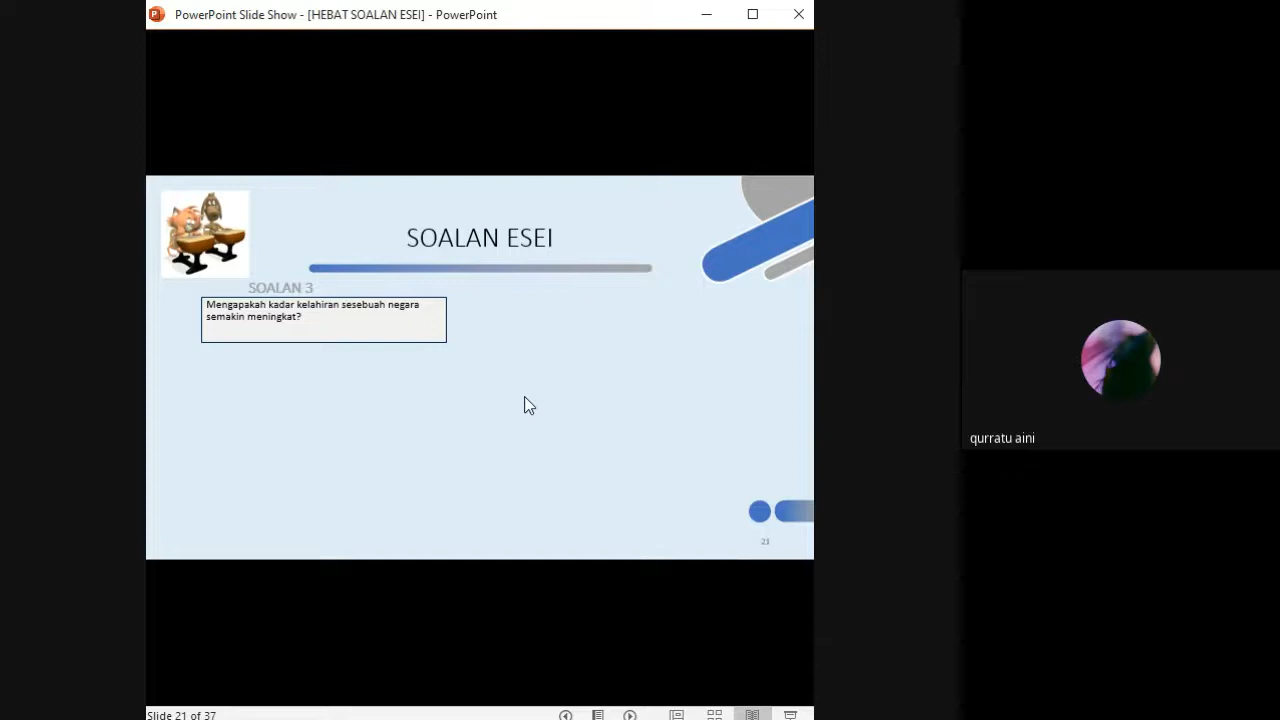 PowerPoint Slide Show - [HEBAT SOALAN ESEI] - PowerPoint
SOALAN ESEI
SOALAN 3
Mengapakah kadar kelahiran sesebuah negara
semakin meningkat?
qurratu aini
21
Slide 21 of 37